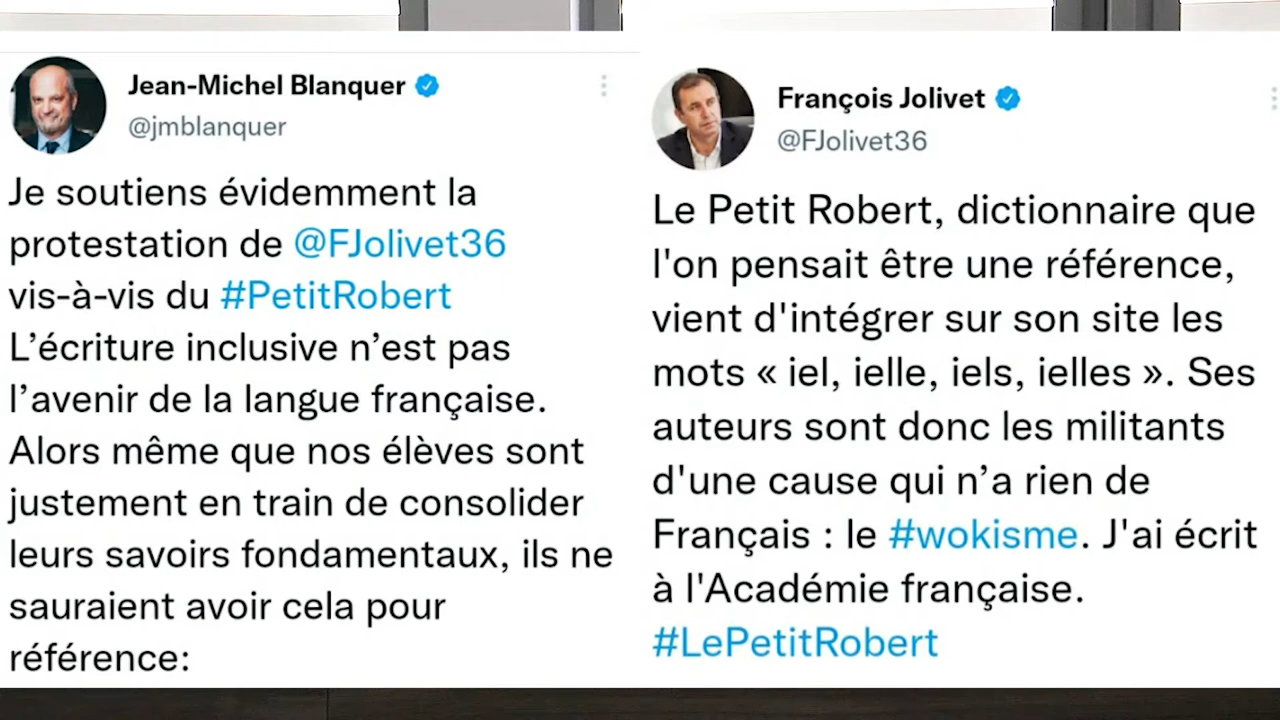 Jean-Michel Blanquer
@jmblanquer
Je soutiens évidemment la
protestation de @FJolivet36
vis-à-vis du #PetitRobert
L’écriture inclusive n’est pas
l’avenir de la langue française.
Alors même que nos élèves sont
justement en train de consolider
leurs savoirs fondamentaux, ils ne
sauraient avoir cela pour
référence:
François Jolivet
@FJolivet36
Le Petit Robert, dictionnaire que
l'on pensait être une référence,
vient d'intégrer sur son site les
mots « iel, ielle, iels, ielles ». Ses
auteurs sont donc les militants
d'une cause qui n’a rien de
Français : le #wokisme. J'ai écrit
à l'Académie française.
#LePetitRobert